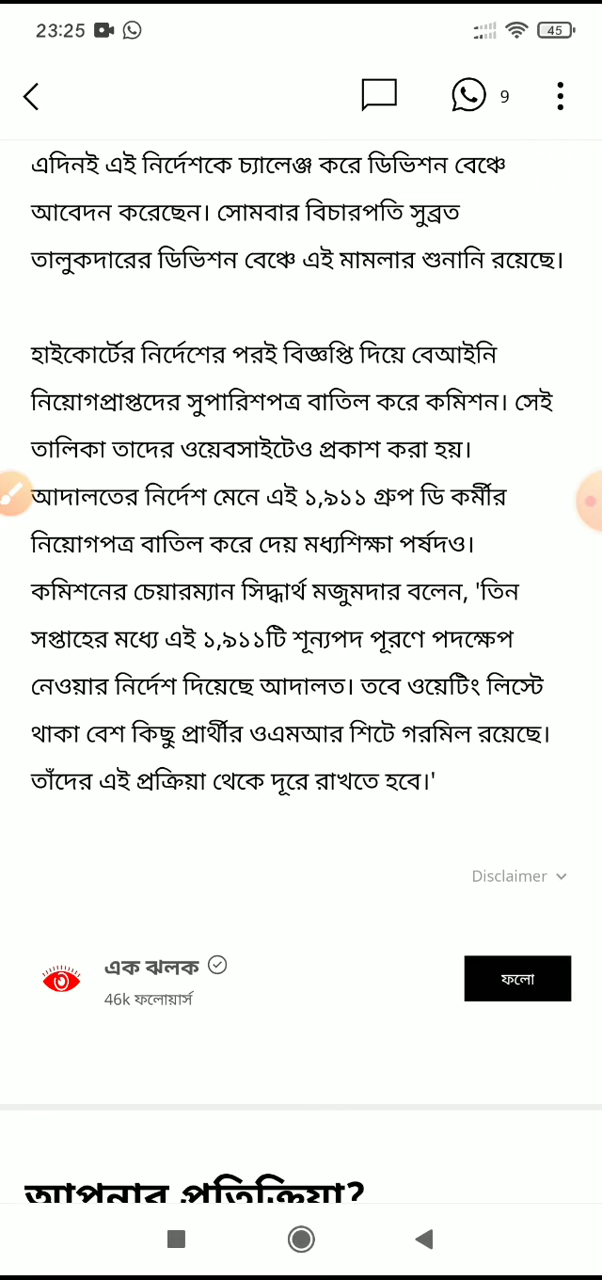 23:25
45
9
এদিনই এই নির্দেশকে চ্যালেঞ্জ করে ডিভিশন বেঞ্চে
আবেদন করেছেন। সোমবার বিচারপতি সুব্রত
তালুকদারের ডিভিশন বেঞ্চে এই মামলার শুনানি রয়েছে।
হাইকোর্টের নির্দেশের পরই বিজ্ঞপ্তি দিয়ে বেআইনি
নিয়োগপ্রাপ্তদের সুপারিশপত্র বাতিল করে কমিশন। সেই
তালিকা তাদের ওয়েবসাইটেও প্রকাশ করা হয়।
আদালতের নির্দেশ মেনে এই ১,৯১১ গ্রুপ ডি কর্মীর
নিয়োগপত্র বাতিল করে দেয় মধ্যশিক্ষা পর্ষদও।
কমিশনের চেয়ারম্যান সিদ্ধার্থ মজুমদার বলেন, 'তিন
সপ্তাহের মধ্যে এই ১,৯১১টি শূন্যপদ পূরণে পদক্ষেপ
নেওয়ার নির্দেশ দিয়েছে আদালত। তবে ওয়েটিং লিস্টে
থাকা বেশ কিছু প্রার্থীর ওএমআর শিটে গরমিল রয়েছে।
তাঁদের এই প্রক্রিয়া থেকে দূরে রাখতে হবে।'
Disclaimer
এক ঝলক
46k ফলোয়ার্স
ফলো
আপনার প্রতিক্রিয়া?